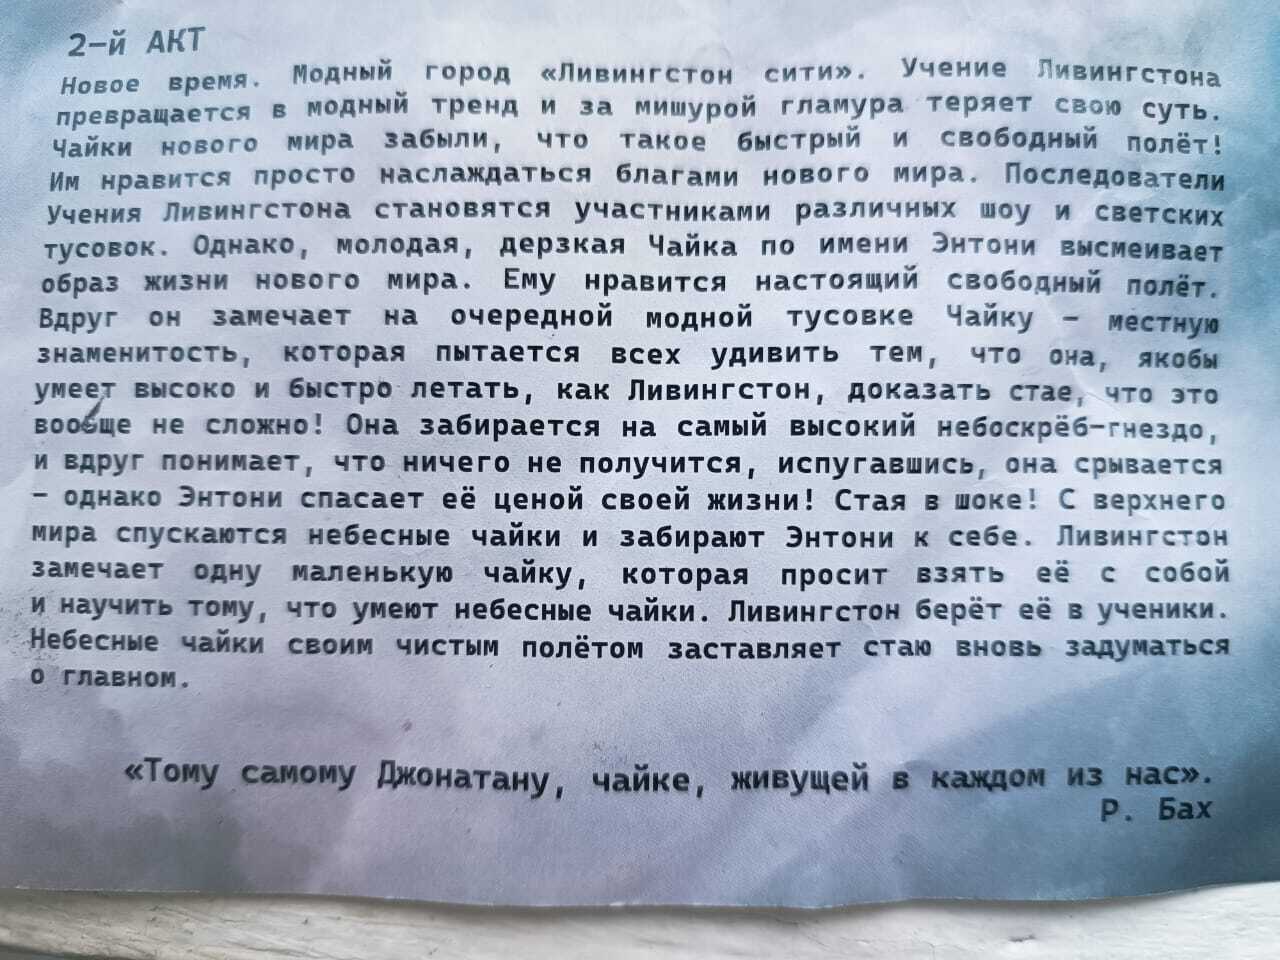 2-й АКТ
Новое время. Модный город «Ливингстон сити». Учение Ливингстона
превращается в модный тренд и за мишурой гламура теряет свою суть.
Чайки нового мира забыли, что такое быстрый и свободный полёт!
Им нравится просто наслаждаться благами нового мира. Последователи
Учения Ливингстона становятся участниками различных шоу и светских
тусовок. Однако, молодая, дерзкая Чайка по имени Энтони высмеивает
образ жизни нового мира. Ему нравится настоящий свободный полёт.
Вдруг он замечает на очередной модной тусовке Чайку - местную
знаменитость, которая пытается всех удивить тем, что она, якобы
умеет высоко и быстро летать, как Ливингстон, доказать стае, что это
вообще не сложно! Она забирается на самый высокий небоскрёб-гнездо,
и вдруг понимает, что ничего не получится, испугавшись, она срывается
- однако Энтони спасает её ценой своей жизни! Стая в шоке! С верхнего
мира спускаются небесные чайки и забирают Энтони к себе. Ливингстон
замечает одну маленькую чайку, которая просит взять её с собой
и научить тому, что умеют небесные чайки. Ливингстон берёт её в ученики.
Небесные чайки своим чистым полётом заставляет стаю вновь задуматься
о главном.
«Тому самому Джонатану, чайке, живущей в каждом из нас».
Р. Бах